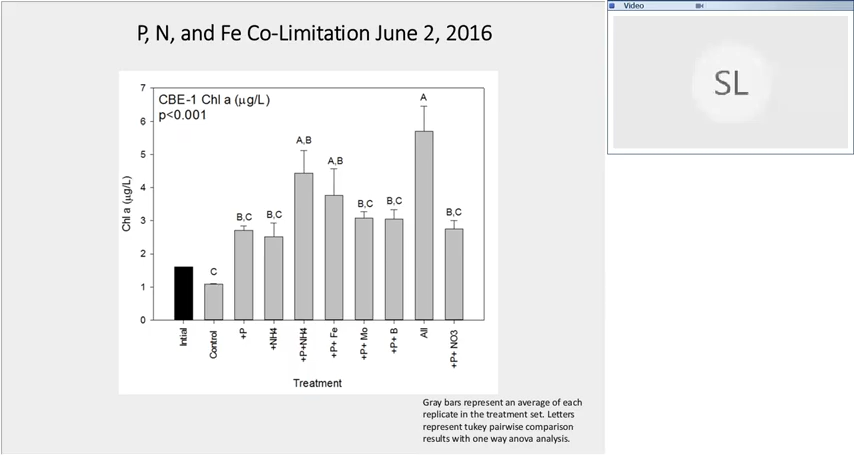 P, N, and Fe Co-Limitation June 2, 2016
Video
SL
CBE-1 Chl a (µg/L)
p<0.001
Chl a (µg/L)
7
6
5
4
3
2
1
0
C
B,C
B,C
A,B
A,B
B,C
B,C
A
B,C
Intial
Control
+P
+NH4
+P+NH4
+P+ Fe
+P+ Mo
+P+ B
All
+P+ NO3
Treatment
Gray bars represent an average of each
replicate in the treatment set. Letters
represent tukey pairwise comparison
results with one way anova analysis.